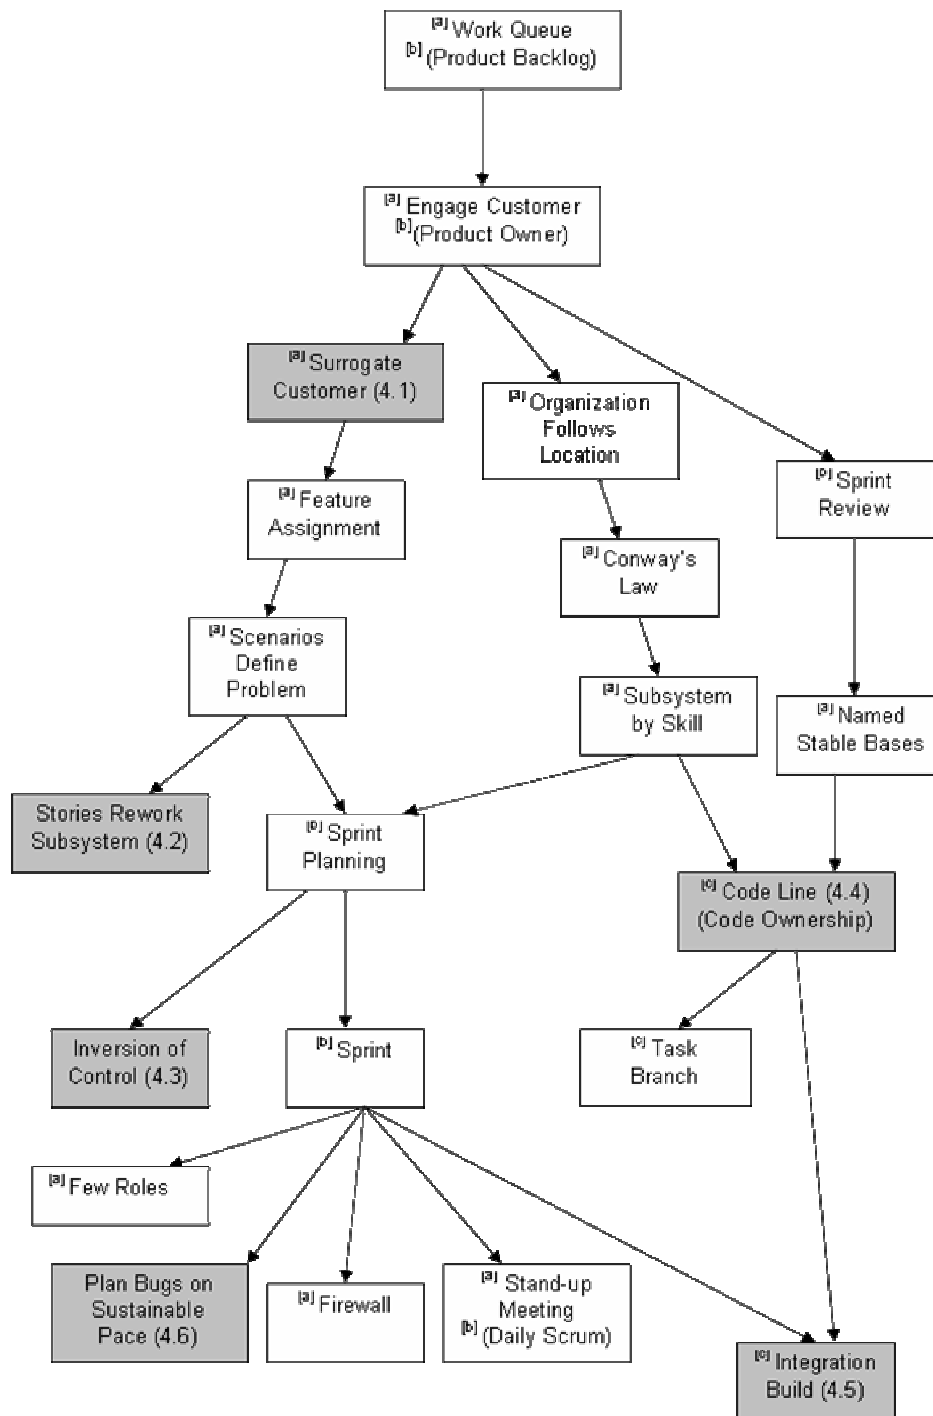 [a] Work Queue
[b] (Product Backlog)
[a] Engage Customer
[b] (Product Owner)
[a] Surrogate
Customer (4.1)
[a] Organization
Follows
Location
[b] Sprint
Review
[a] Feature
Assignment
[a] Conway's
Law
[a] Scenarios
Define
Problem
[a] Subsystem
by Skill
[a] Named
Stable Bases
Stories Rework
Subsystem (4.2)
[b] Sprint
Planning
[c] Code Line (4.4)
(Code Ownership)
Inversion of
Control (4.3)
[b] Sprint
[c] Task
Branch
[a] Few Roles
Plan Bugs on
Sustainable
Pace (4.6)
[a] Firewall
[a] Stand-up
Meeting
[b] (Daily Scrum)
[c] Integration
Build (4.5)